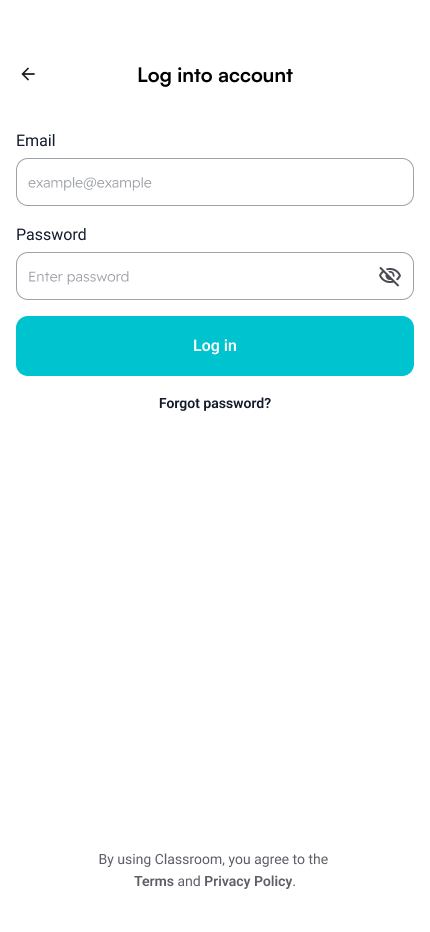 Log into account
Email
example@example
Password
Enter password
Log in
Forgot password?
By using Classroom, you agree to the
Terms and Privacy Policy.